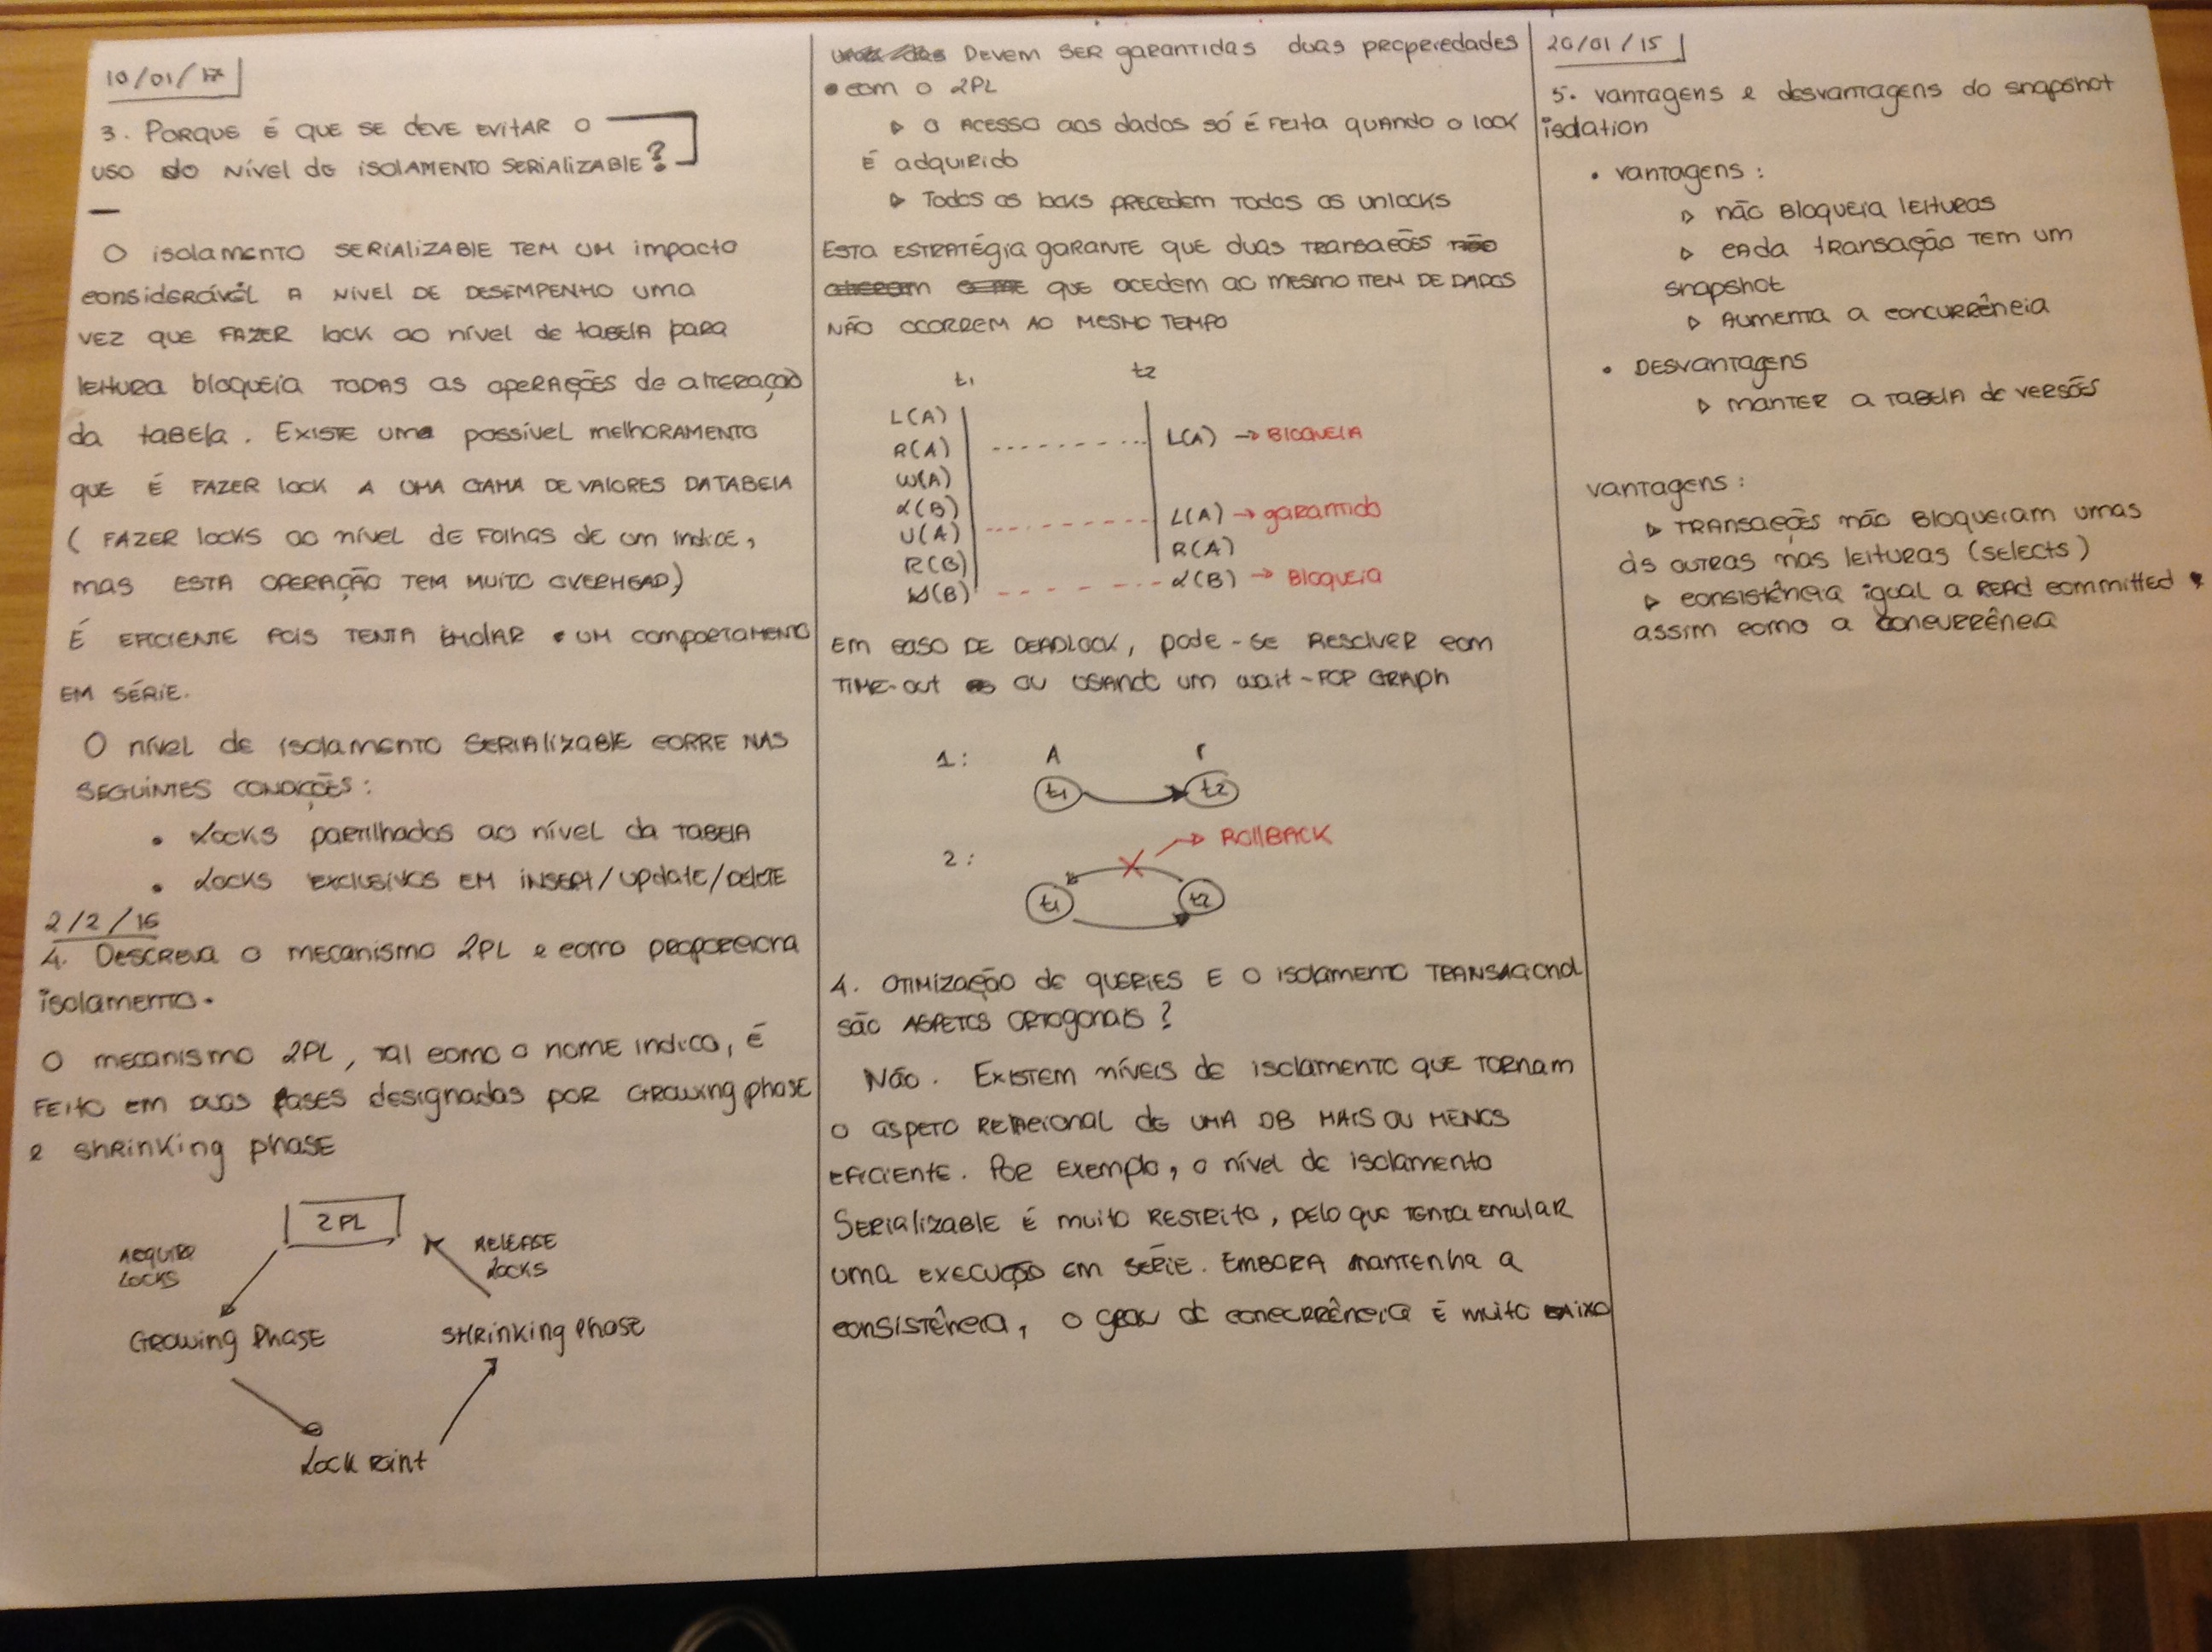 10/01/17
3. PORQUE É QUE SE DEVE EVITAR O
USO DO NÍVEL DE ISOLAMENTO SERIALIZABLE?
O ISOLAMENTO SERIALIZABLE TEM UM IMPACTO
CONSIDERÁVEL A NIVEL DE DESEMPENHO UMA
VEZ QUE FAZER lock AO NÍVEL DE TABELA PARA
LEITURA BLOQUEIA TODAS AS OPERAÇÕES DE ALTERAÇÃO
DA TABELA. EXISTE UMA POSSÍVEL MELHORAMENTO
QUE É FAZER LOCK A UMA GAMA DE VALORES DA TABELA
(FAZER LOCKS AO NÍVEL DE FOLHAS DE UM INDICE,
MAS ESTA OPERAÇÃO TEM MUITO OVERHEAD)
É EFICIENTE POIS TENTA EMULAR UM COMPORTAMENTO
EM SÉRIE.
O NÍVEL DE ISOLAMENTO SERIALIZABLE CORRE NAS
SEGUINTES CONDIÇÕES:
• LOCKS PARTILHADOS AO NÍVEL DA TABELA
• LOCKS EXCLUSIVOS EM INSERT/UPDATE/DELETE
2/2/16
4. DESCREVA O MECANISMO 2PL E COMO PROPORCIONA
ISOLAMENTO.
O MECANISMO 2PL, TAL COMO O NOME INDICA, É
FEITO EM DUAS FASES DESIGNADAS POR GROWING PHASE
E SHRINKING PHASE
2PL
ACQUIRE
LOCKS
RELEASE
LOCKS
GROWING PHASE
SHRINKING PHASE
LOCK POINT
DEVEM SER GARANTIDAS DUAS PROPRIEDADES
COM O 2PL
▷ O ACESSO AOS DADOS SÓ É FEITA QUANDO O LOCK
É ADQUIRIDO
▷ TODOS OS LOCKS PRECEDEM TODOS OS UNLOCKS
ESTA ESTRATÉGIA GARANTE QUE DUAS TRANSAÇÕES
QUE ACEDEM AO MESMO ITEM DE DADOS
NÃO OCORREM AO MESMO TEMPO
t1 t2
L(A)
R(A) L(A) → BLOQUEIA
W(A)
L(B)
U(A) L(A) → GARANTIDO
R(B) R(A)
W(B) L(B) → BLOQUEIA
EM CASO DE DEADLOCK, PODE-SE RESOLVER COM
TIME-OUT OU USANDO UM WAIT-FOR GRAPH
1: A
t1 t2
→ ROLLBACK
2:
t1 t2
4. OTIMIZAÇÃO DE QUERIES E O ISOLAMENTO TRANSACIONAL
SÃO ASPETOS ORTOGONAIS?
NÃO. EXISTEM NÍVEIS DE ISOLAMENTO QUE TORNAM
O ASPETO RELACIONAL DE UMA DB MAIS OU MENOS
EFICIENTE. POR EXEMPLO, O NÍVEL DE ISOLAMENTO
SERIALIZABLE É MUITO RESTRITO, PELO QUE TENTA EMULAR
UMA EXECUÇÃO EM SÉRIE. EMBORA MANTENHA A
CONSISTÊNCIA, O GRAU DE CONCURRÊNCIA É MUITO BAIXO
20/01/15
5. VANTAGENS E DESVANTAGENS DO SNAPSHOT
ISOLATION
• VANTAGENS:
▷ NÃO BLOQUEIA LEITURAS
▷ CADA TRANSAÇÃO TEM UM
SNAPSHOT
▷ AUMENTA A CONCURRÊNCIA
• DESVANTAGENS
▷ MANTER A TABELA DE VERSÕES
VANTAGENS:
▷ TRANSAÇÕES NÃO BLOQUEIAM UMAS
ÀS OUTRAS NAS LEITURAS (SELECTS)
▷ CONSISTÊNCIA IGUAL A READ COMMITTED
ASSIM COMO A CONCURRÊNCIA